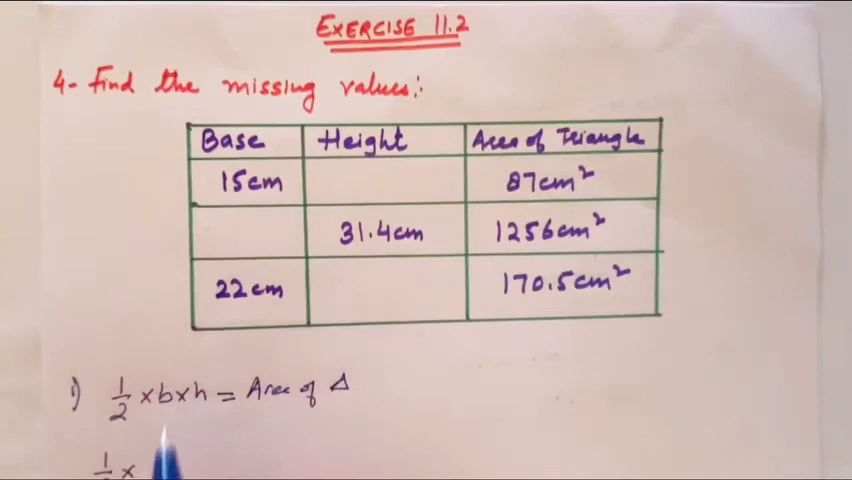 EXERCISE 11.2
4- Find the missing values:-
Base Height Area of Triangle
15cm 87cm²
31.4cm 1256cm²
22cm 170.5cm²
1) 1/2 × b × h = Area of Δ
1/2 ×